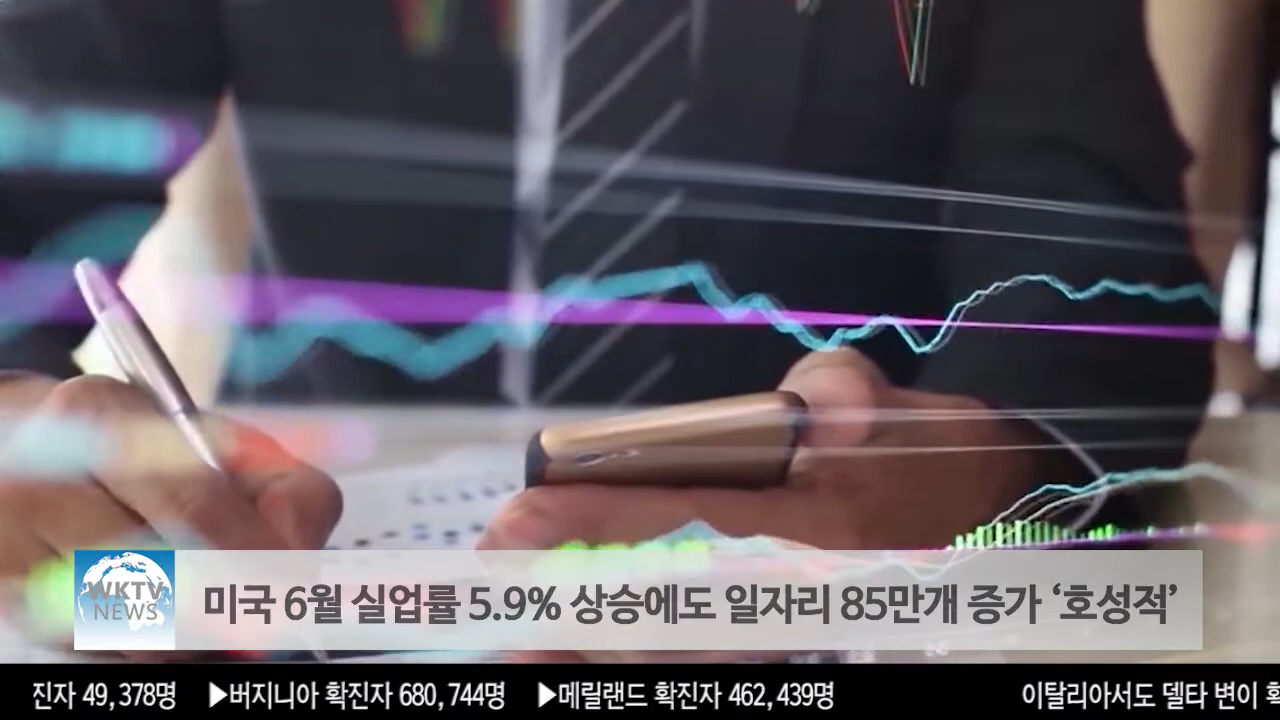 WKTV
NEWS
미국 6월 실업률 5.9% 상승에도 일자리 85만개 증가 ‘호성적’
진자 49,378명 ▶버지니아 확진자 680,744명 ▶메릴랜드 확진자 462,439명 이탈리아서도 델타 변이